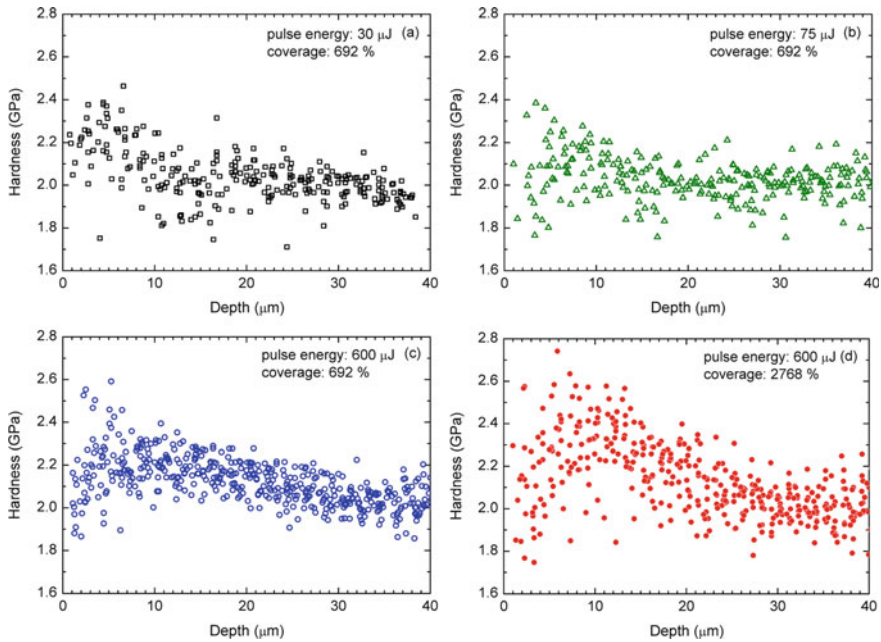 pulse energy: 30 μJ (a)
coverage: 692 %
2.8
2.6
2.4
2.2
2.0
1.8
1.6
Hardness (GPa)
0 10 20 30 40
Depth (μm)
pulse energy: 75 μJ (b)
coverage: 692 %
2.8
2.6
2.4
2.2
2.0
1.8
1.6
Hardness (GPa)
0 10 20 30 40
Depth (μm)
pulse energy: 600 μJ (c)
coverage: 692 %
2.8
2.6
2.4
2.2
2.0
1.8
1.6
Hardness (GPa)
0 10 20 30 40
Depth (μm)
pulse energy: 600 μJ (d)
coverage: 2768 %
2.8
2.6
2.4
2.2
2.0
1.8
1.6
Hardness (GPa)
0 10 20 30 40
Depth (μm)